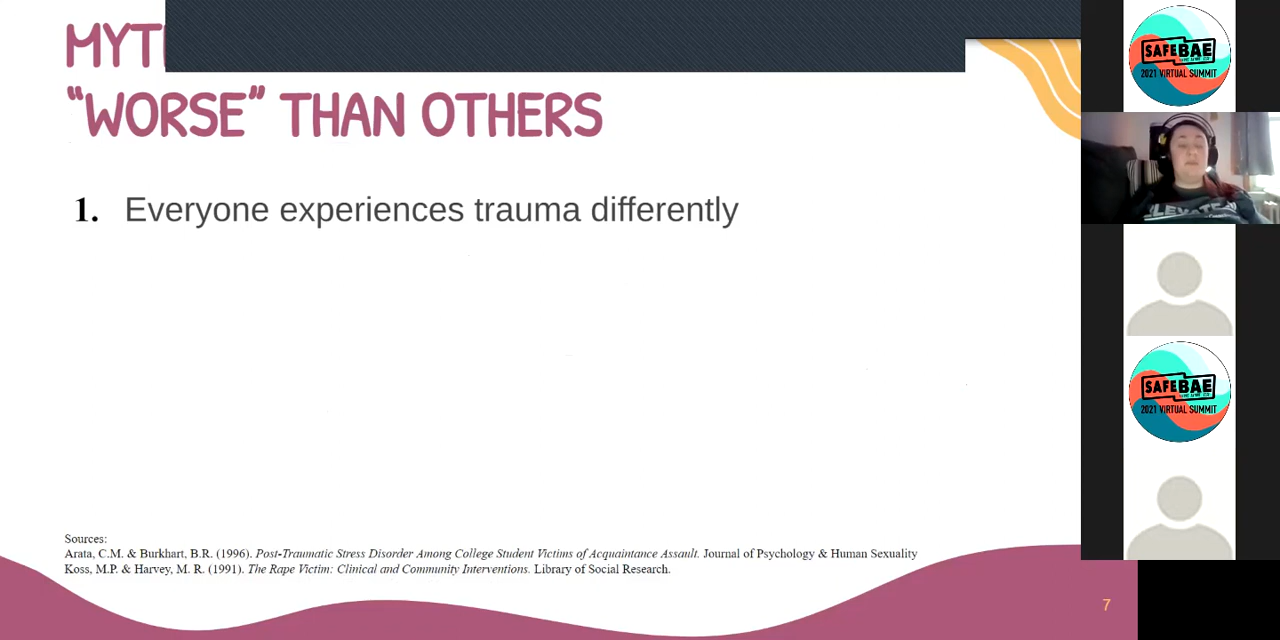 “WORSE” THAN OTHERS
1. Everyone experiences trauma differently
Sources:
Arata, C.M. & Burkhart, B.R. (1996). Post-Traumatic Stress Disorder Among College Student Victims of Acquaintance Assault. Journal of Psychology & Human Sexuality
Koss, M.P. & Harvey, M. R. (1991). The Rape Victim: Clinical and Community Interventions. Library of Social Research.
7
SAFEBAE
2021 VIRTUAL SUMMIT
SAFEBAE
2021 VIRTUAL SUMMIT